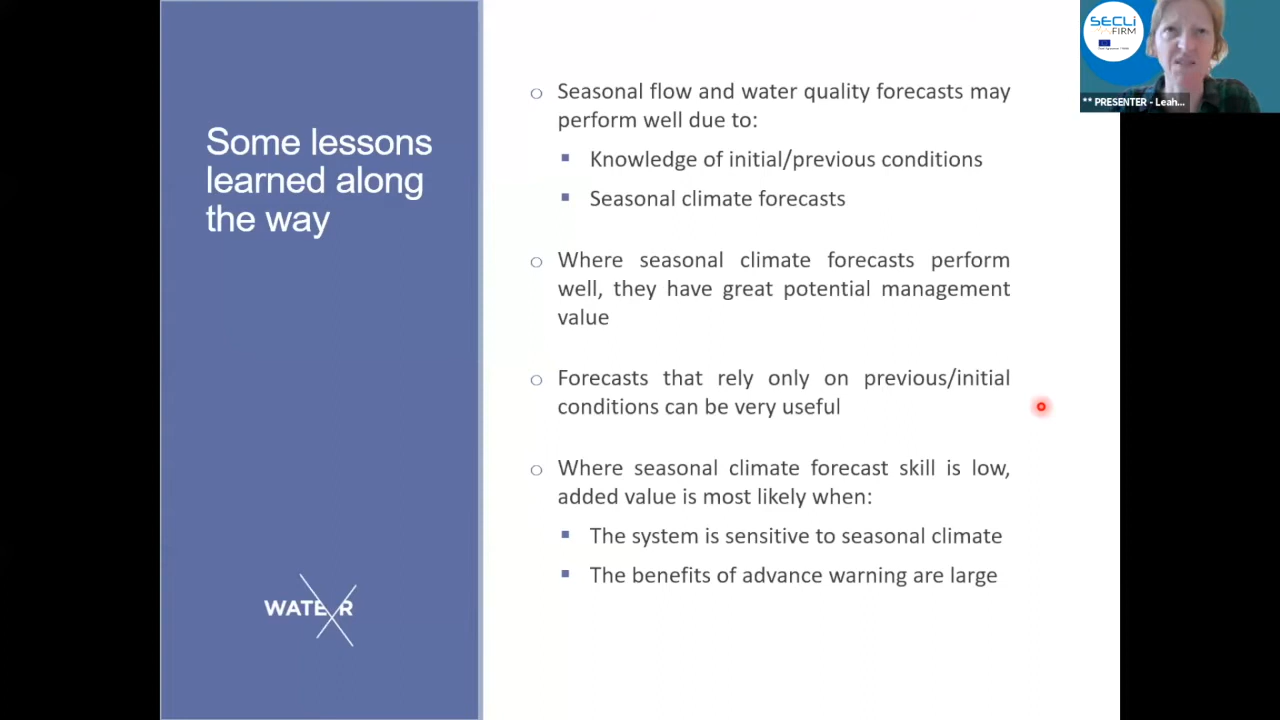 Some lessons
learned along
the way
WATE R
Seasonal flow and water quality forecasts may
perform well due to:
Knowledge of initial/previous conditions
Seasonal climate forecasts
Where seasonal climate forecasts perform
well, they have great potential management
value
Forecasts that rely only on previous/initial
conditions can be very useful
Where seasonal climate forecast skill is low,
added value is most likely when:
The system is sensitive to seasonal climate
The benefits of advance warning are large
SECLI
FIRM
** PRESENTER - Leah...